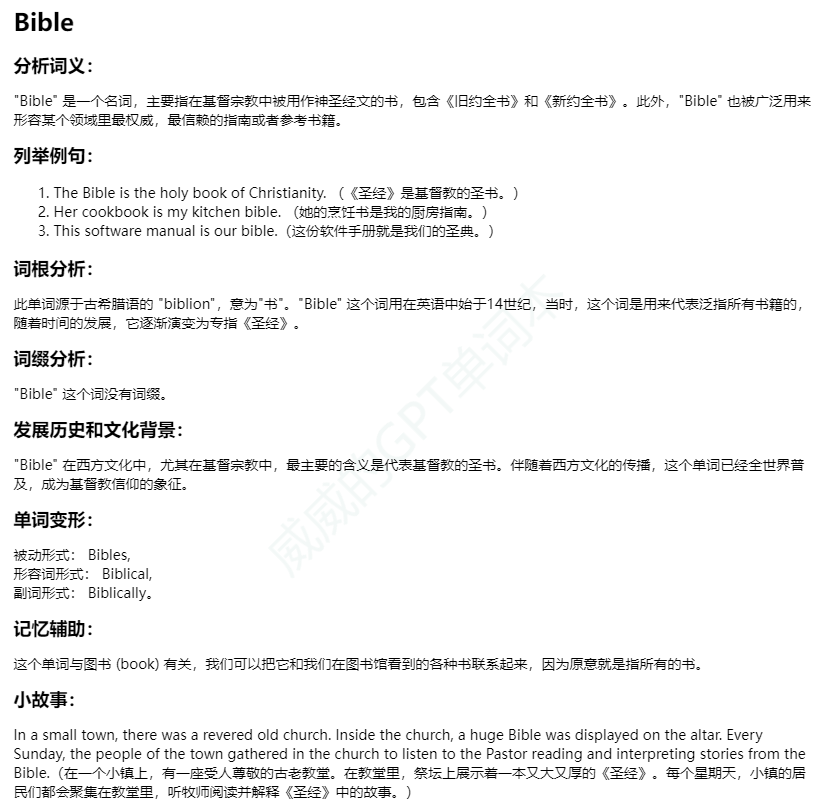 Bible
分析词义：
"Bible" 是一个名词，主要指在基督宗教中被用作神圣经文的书，包含《旧约全书》和《新约全书》。此外，"Bible" 也被广泛用来
形容某个领域里最权威，最信赖的指南或者参考书籍。
列举例句：
1. The Bible is the holy book of Christianity. （《圣经》是基督教的圣书。）
2. Her cookbook is my kitchen bible. （她的烹饪书是我的厨房指南。）
3. This software manual is our bible.（这份软件手册就是我们的圣典。）
词根分析：
此单词源于古希腊语的 "biblion"，意为"书"。"Bible" 这个词用在英语中始于14世纪，当时，这个词是用来代表泛指所有书籍的，
随着时间的发展，它逐渐演变为专指《圣经》。
词缀分析：
"Bible" 这个词没有词缀。
发展历史和文化背景：
"Bible" 在西方文化中，尤其在基督宗教中，最主要的含义是代表基督教的圣书。伴随着西方文化的传播，这个单词已经全世界普
及，成为基督教信仰的象征。
单词变形：
被动形式： Bibles,
形容词形式： Biblical,
副词形式： Biblically。
记忆辅助：
这个单词与图书 (book) 有关，我们可以把它和我们在图书馆看到的各种书联系起来，因为原意就是指所有的书。
小故事：
In a small town, there was a revered old church. Inside the church, a huge Bible was displayed on the altar. Every
Sunday, the people of the town gathered in the church to listen to the Pastor reading and interpreting stories from the
Bible.（在一个小镇上，有一座受人尊敬的古老教堂。在教堂里，祭坛上展示着一本又大又厚的《圣经》。每个星期天，小镇的居
民们都会聚集在教堂里，听牧师阅读并解释《圣经》中的故事。）
威威的GPT单词本